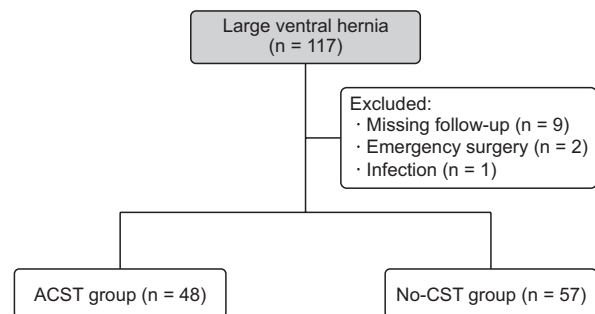 Large ventral hernia
(n = 117)
Excluded:
· Missing follow-up (n = 9)
· Emergency surgery (n = 2)
· Infection (n = 1)
ACST group (n = 48)
No-CST group (n = 57)